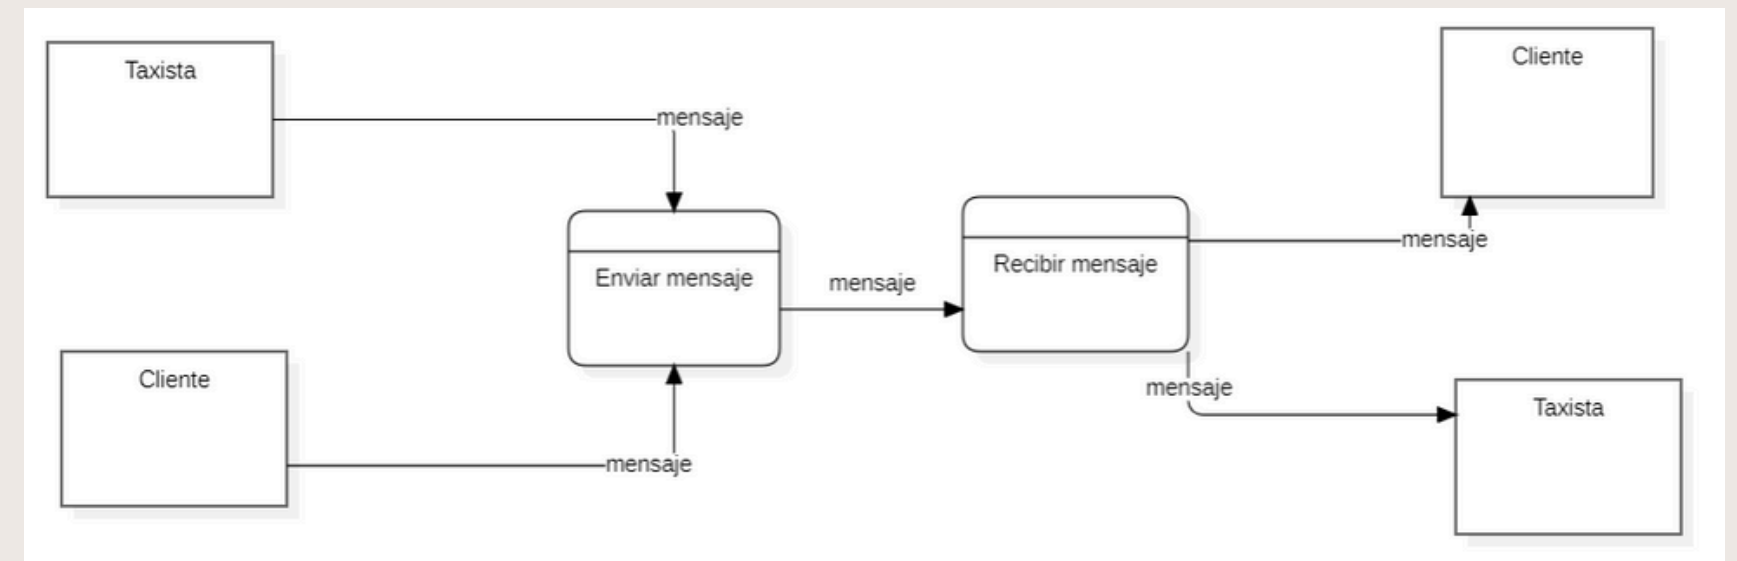 Taxista
Cliente
mensaje
mensaje
Enviar mensaje
Recibir mensaje
mensaje
mensaje
Cliente
Taxista
mensaje